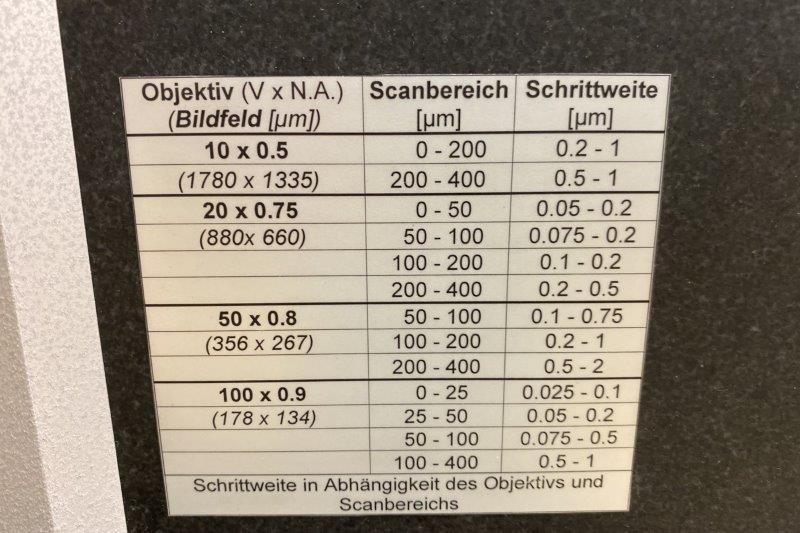 Objektiv (V x N.A.) Scanbereich Schrittweite
(Bildfeld [µm]) [µm] [µm]
10 x 0.5 0 - 200 0.2 - 1
(1780 x 1335) 200 - 400 0.5 - 1
20 x 0.75 0 - 50 0.05 - 0.2
(880x 660) 50 - 100 0.075 - 0.2
100 - 200 0.1 - 0.2
200 - 400 0.2 - 0.5
50 x 0.8 50 - 100 0.1 - 0.75
(356 x 267) 100 - 200 0.2 - 1
200 - 400 0.5 - 2
100 x 0.9 0 - 25 0.025 - 0.1
(178 x 134) 25 - 50 0.05 - 0.2
50 - 100 0.075 - 0.5
100 - 400 0.5 - 1
Schrittweite in Abhängigkeit des Objektivs und
Scanbereichs